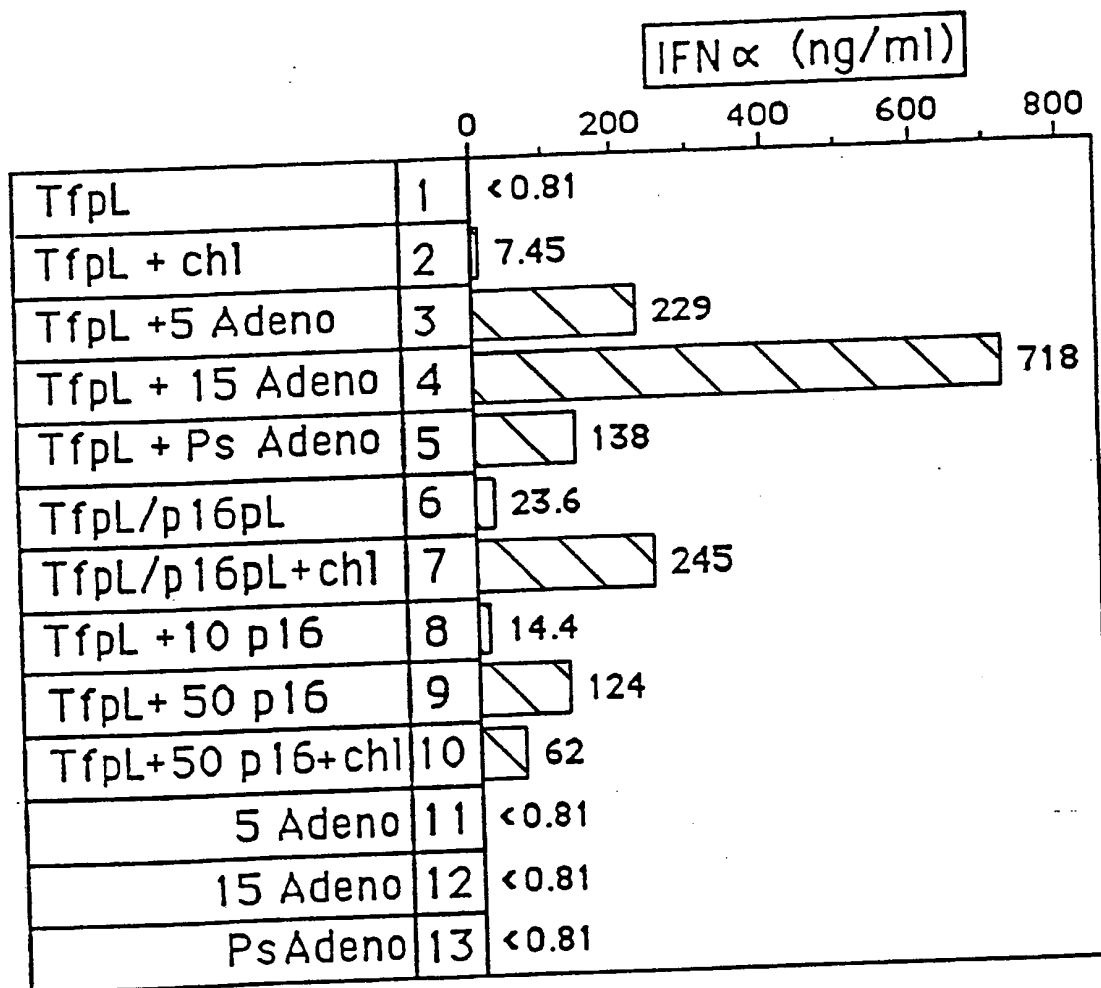 IFN ∝ (ng/ml)
0 200 400 600 800
TfpL 1 <0.81
TfpL + chl 2 7.45
TfpL +5 Adeno 3 229
TfpL + 15 Adeno 4 718
TfpL + Ps Adeno 5 138
TfpL/p16pL 6 23.6
TfpL/p16pL+chl 7 245
TfpL +10 p16 8 14.4
TfpL+ 50 p16 9 124
TfpL+50 p16+chl 10 62
5 Adeno 11 <0.81
15 Adeno 12 <0.81
Ps Adeno 13 <0.81